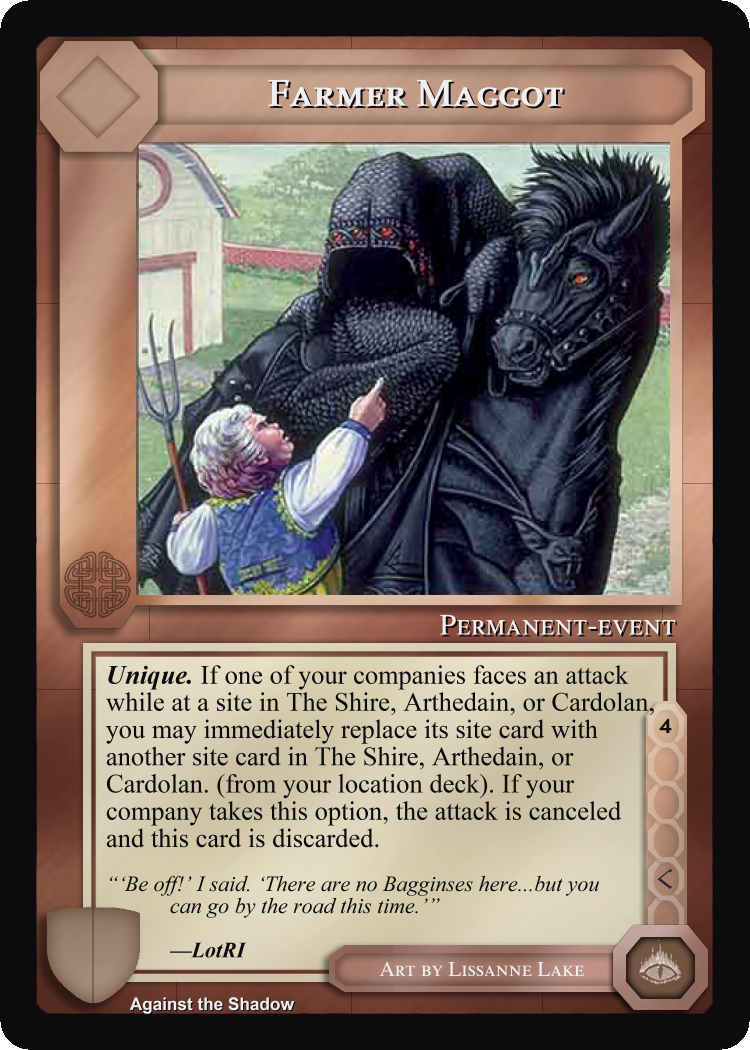 Farmer Maggot
Permanent-event
Unique. If one of your companies faces an attack
while at a site in The Shire, Arthedain, or Cardolan,
you may immediately replace its site card with
another site card in The Shire, Arthedain, or
Cardolan. (from your location deck). If your
company takes this option, the attack is canceled
and this card is discarded.
4
“‘Be off!’ I said. ‘There are no Bagginses here...but you
can go by the road this time.’”
—LotRI
Art by Lissanne Lake
Against the Shadow